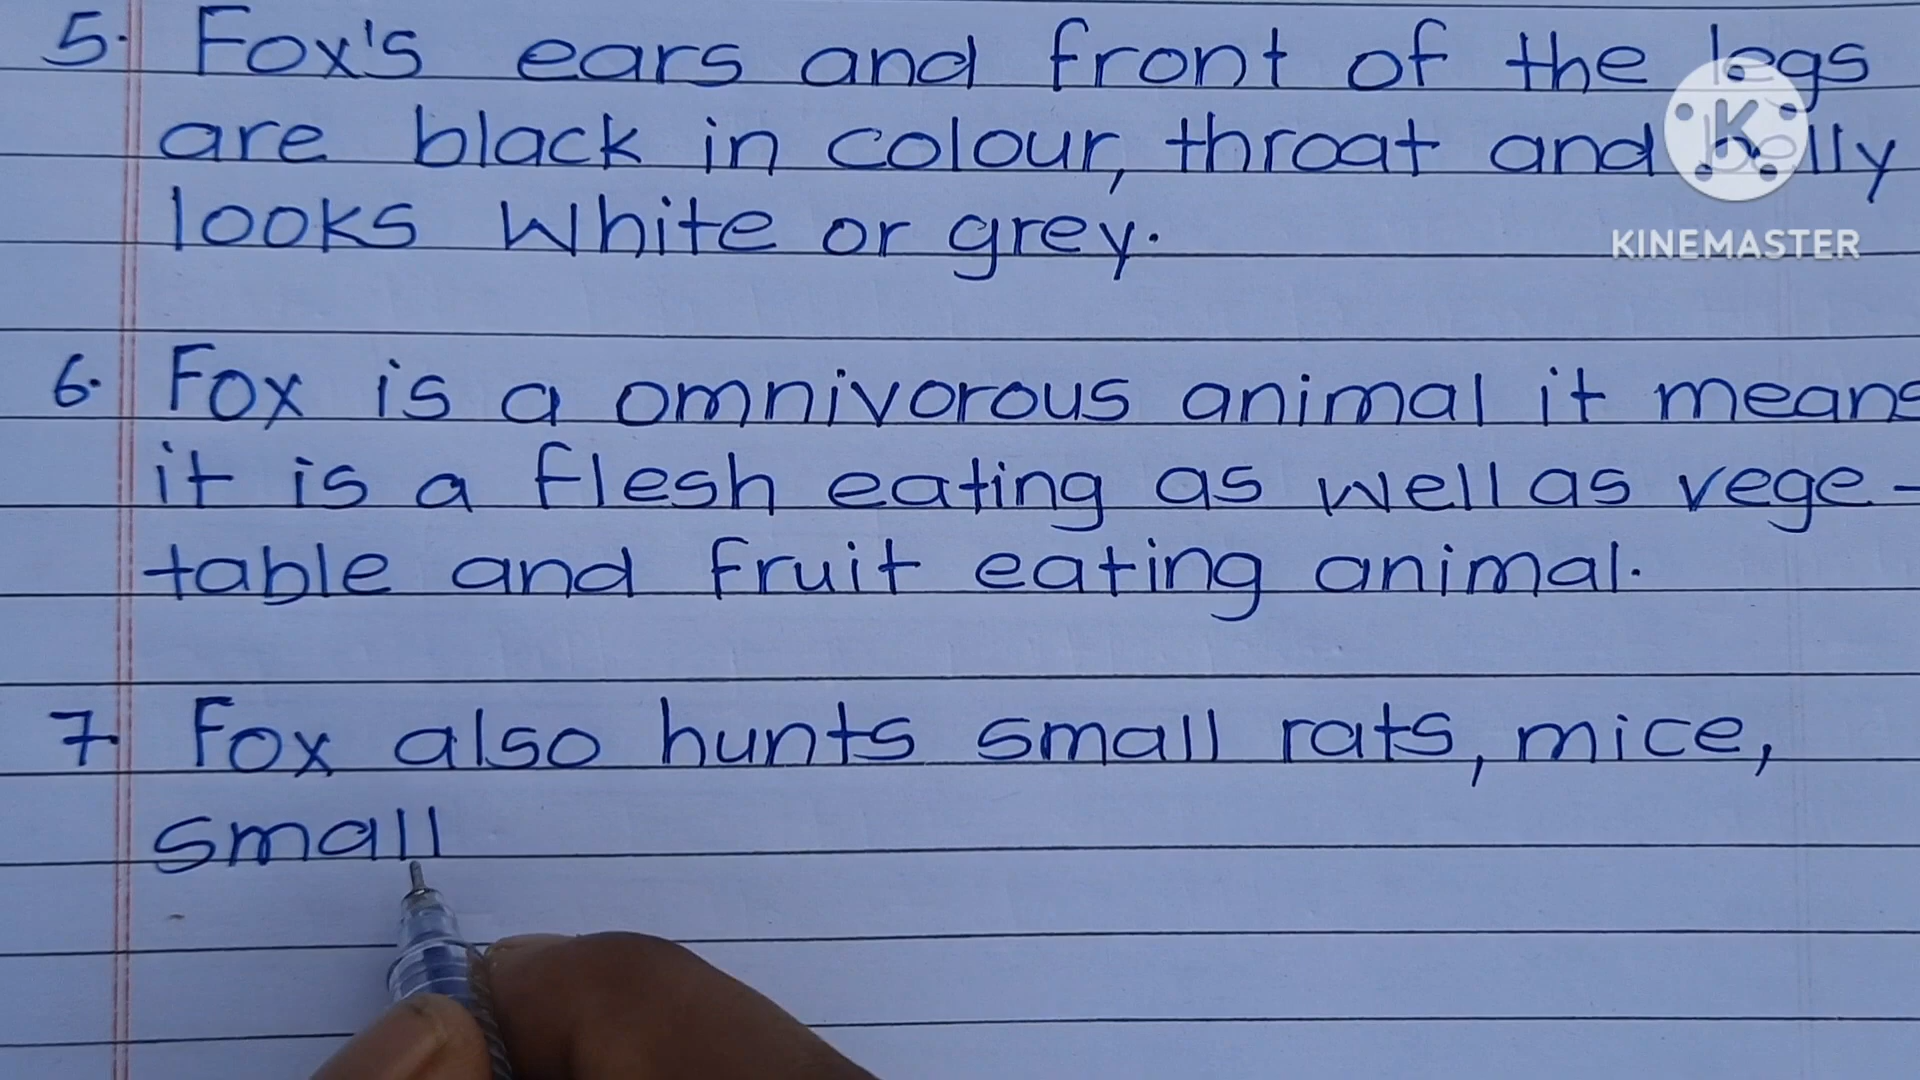 5. Fox's ears and front of the legs
are black in colour, throat and belly
looks White or grey.
KINEMASTER
6. Fox is a omnivorous animal it means
it is a flesh eating as well as vege-
table and fruit eating animal.
7. Fox also hunts small rats, mice,
small